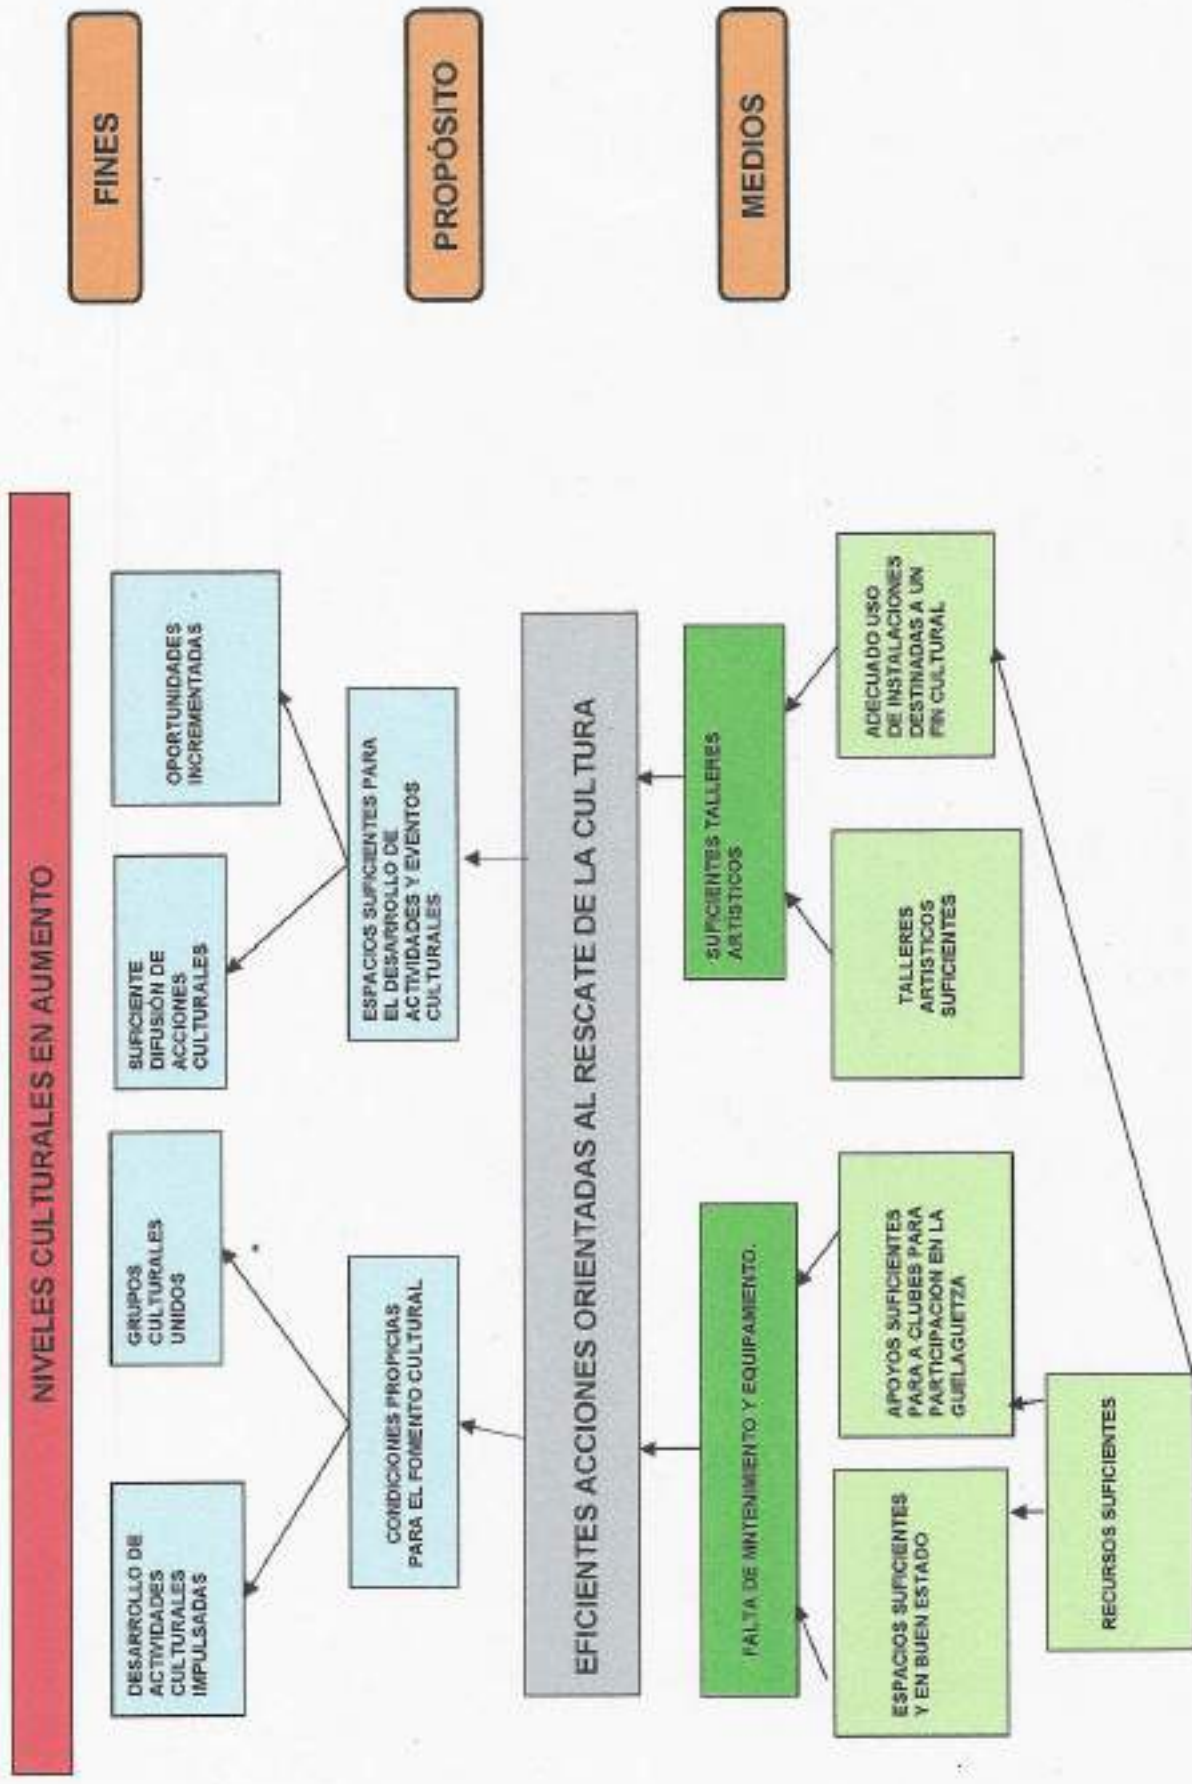 NIVELES CULTURALES EN AUMENTO
FINES
DESARROLLO DE
ACTIVIDADES
CULTURALES
IMPULSADAS
GRUPOS
CULTURALES
UNIDOS
SUFICIENTE
DIFUSIÓN DE
ACCIONES
CULTURALES
OPORTUNIDADES
INCREMENTADAS
CONDICIONES PROPICIAS
PARA EL FOMENTO CULTURAL
ESPACIOS SUFICIENTES PARA
EL DESARROLLO DE
ACTIVIDADES Y EVENTOS
CULTURALES
PROPÓSITO
EFICIENTES ACCIONES ORIENTADAS AL RESCATE DE LA CULTURA
FALTA DE MNTENIMIENTO Y EQUIPAMIENTO.
SUFICIENTES TALLERES
ARTISTICOS
MEDIOS
ESPACIOS SUFICIENTES
Y EN BUEN ESTADO
APOYOS SUFICIENTES
PARA A CLUBES PARA
PARTICIPACION EN LA
GUELAGUETZA
TALLERES
ARTISTICOS
SUFICIENTES
ADECUADO USO
DE INSTALACIONES
DESTINADAS A UN
FIN CULTURAL
RECURSOS SUFICIENTES